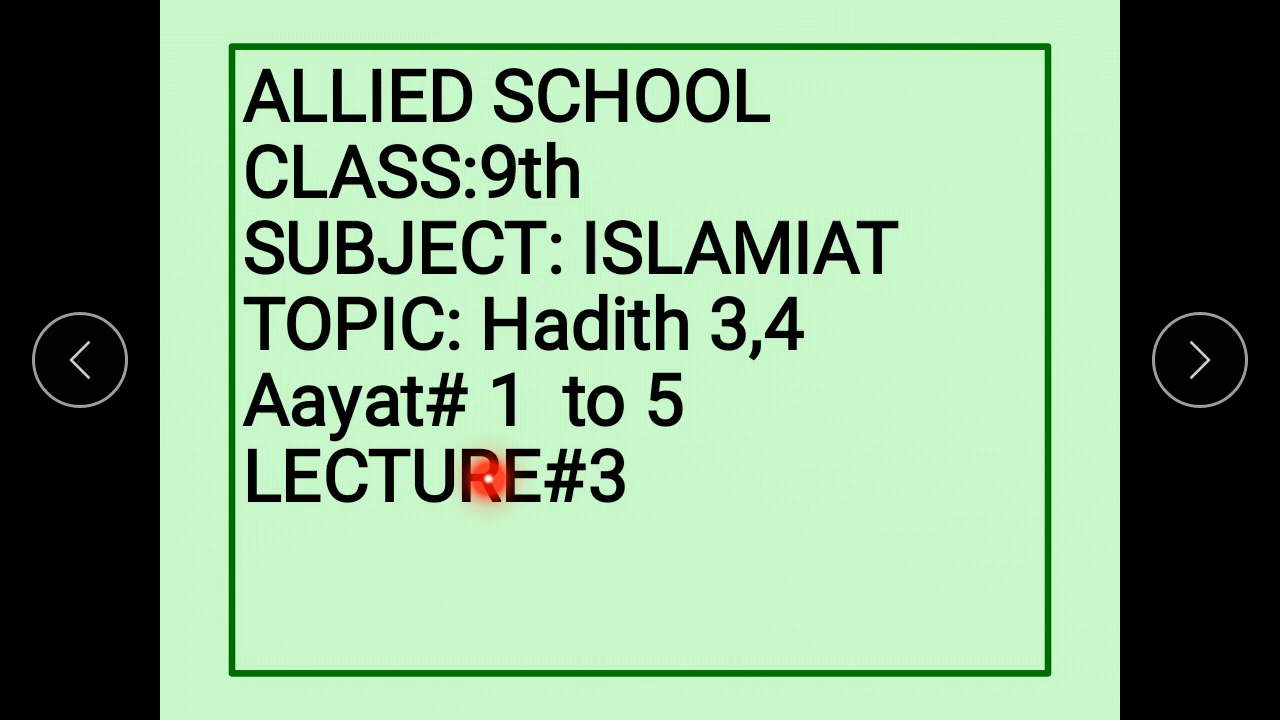 ALLIED SCHOOL
CLASS:9th
SUBJECT: ISLAMIAT
TOPIC: Hadith 3,4
Aayat# 1  to 5
LECTURE#3